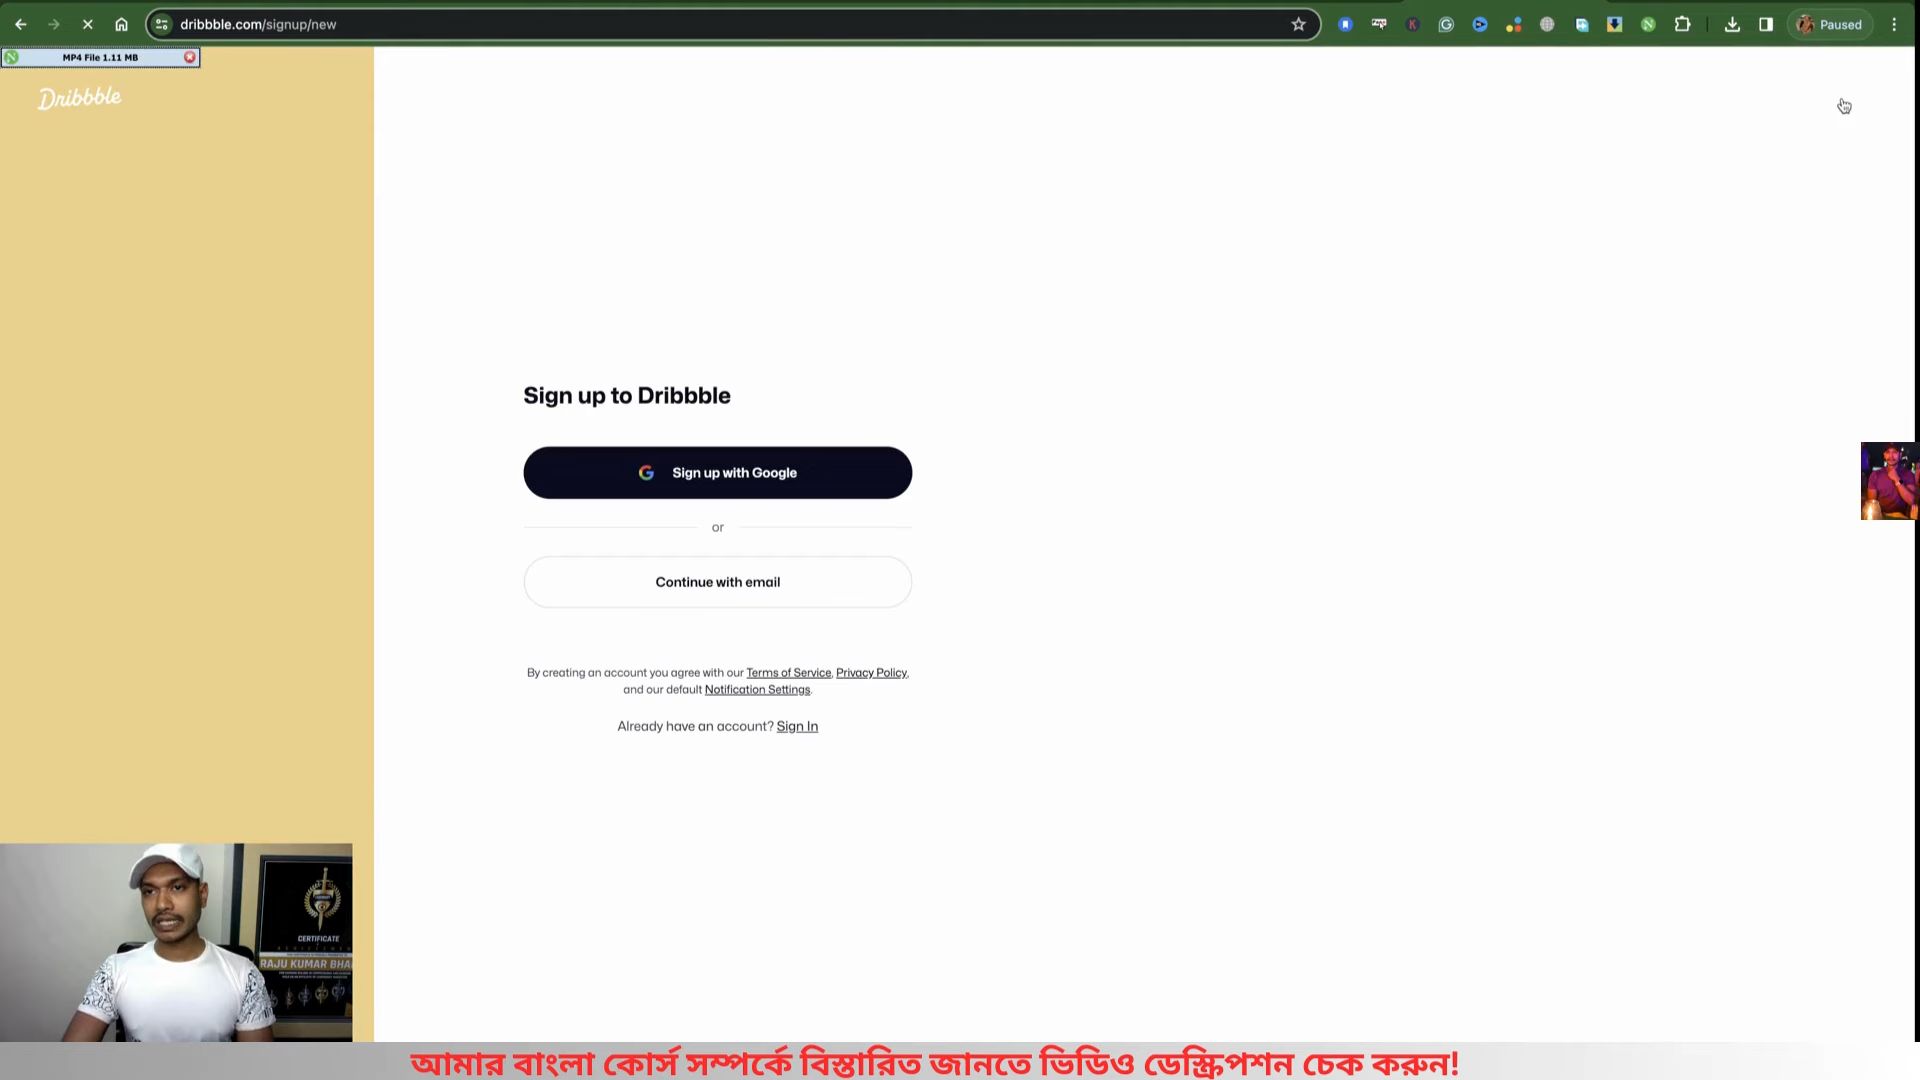 dribbble.com/signup/new
Paused
MP4 File 1.11 MB
Dribbble
Sign up to Dribbble
Sign up with Google
or
Continue with email
By creating an account you agree with our Terms of Service, Privacy Policy,
and our default Notification Settings.
Already have an account? Sign In
CERTIFICATE
RAJU KUMAR BHA
আমার বাংলা কোর্স সম্পর্কে বিস্তারিত জানতে ভিডিও ডেস্ক্রিপশন চেক করুন!